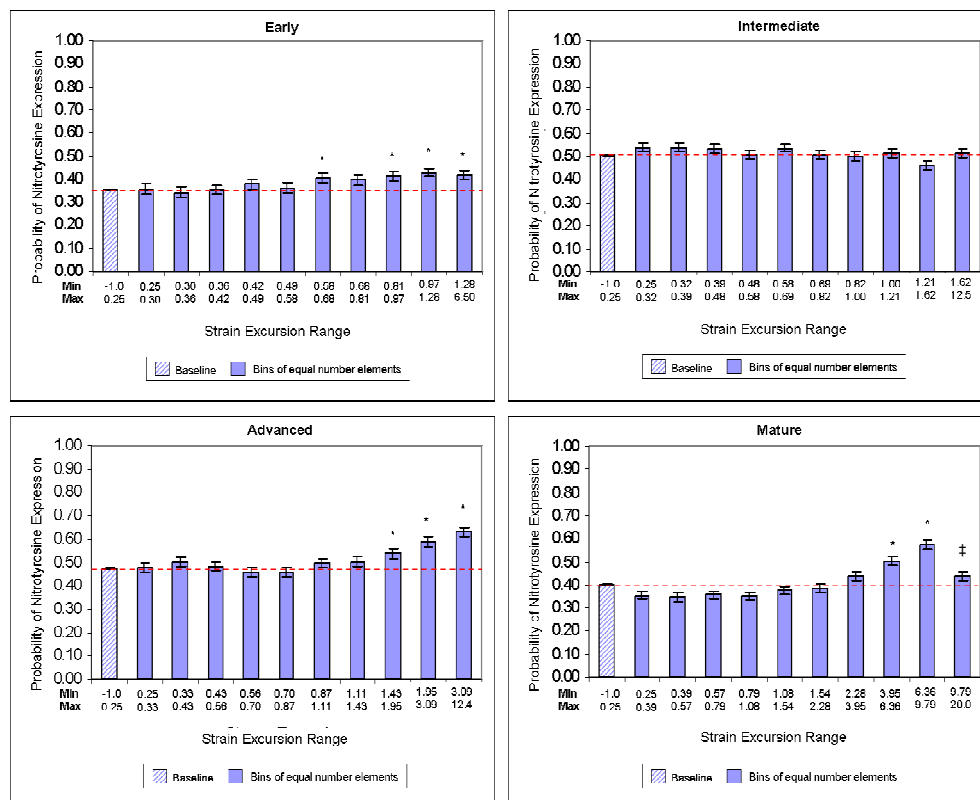 Early
Probability of Nitrotyrosine Expression
1.00
0.90
0.80
0.70
0.60
0.50
0.40
0.30
0.20
0.10
0.00
* * * *
Min -1.0 0.25 0.30 0.36 0.42 0.49 0.58 0.68 0.81 0.97 1.28
Max 0.25 0.30 0.36 0.42 0.49 0.58 0.68 0.81 0.97 1.28 6.50
Strain Excursion Range
Baseline Bins of equal number elements
Intermediate
Probability of Nitrotyrosine Expression
1.00
0.90
0.80
0.70
0.60
0.50
0.40
0.30
0.20
0.10
0.00
Min -1.0 0.25 0.32 0.39 0.48 0.58 0.69 0.82 1.00 1.21 1.62
Max 0.25 0.32 0.39 0.48 0.58 0.69 0.82 1.00 1.21 1.62 12.5
Strain Excursion Range
Baseline Bins of equal number elements
Advanced
Probability of Nitrotyrosine Expression
1.00
0.90
0.80
0.70
0.60
0.50
0.40
0.30
0.20
0.10
0.00
* * *
Min -1.0 0.25 0.33 0.43 0.56 0.70 0.87 1.11 1.43 1.95 3.09
Max 0.25 0.33 0.43 0.56 0.70 0.87 1.11 1.43 1.95 3.09 12.4
Strain Excursion Range
Baseline Bins of equal number elements
Mature
Probability of Nitrotyrosine Expression
1.00
0.90
0.80
0.70
0.60
0.50
0.40
0.30
0.20
0.10
0.00
* * ‡
Min -1.0 0.25 0.39 0.57 0.79 1.08 1.54 2.28 3.95 6.36 9.79
Max 0.25 0.39 0.57 0.79 1.08 1.54 2.28 3.95 6.36 9.79 20.0
Strain Excursion Range
Baseline Bins of equal number elements